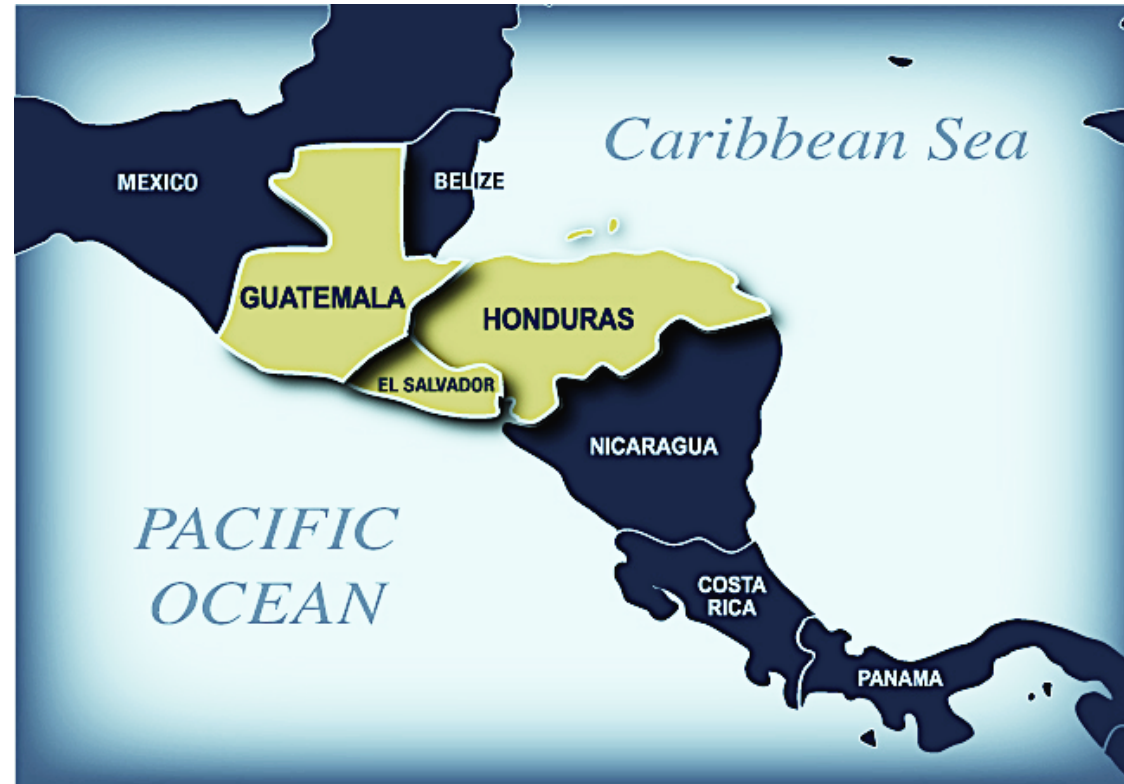 Caribbean Sea
MEXICO
BELIZE
GUATEMALA
HONDURAS
EL SALVADOR
NICARAGUA
PACIFIC
OCEAN
COSTA
RICA
PANAMA